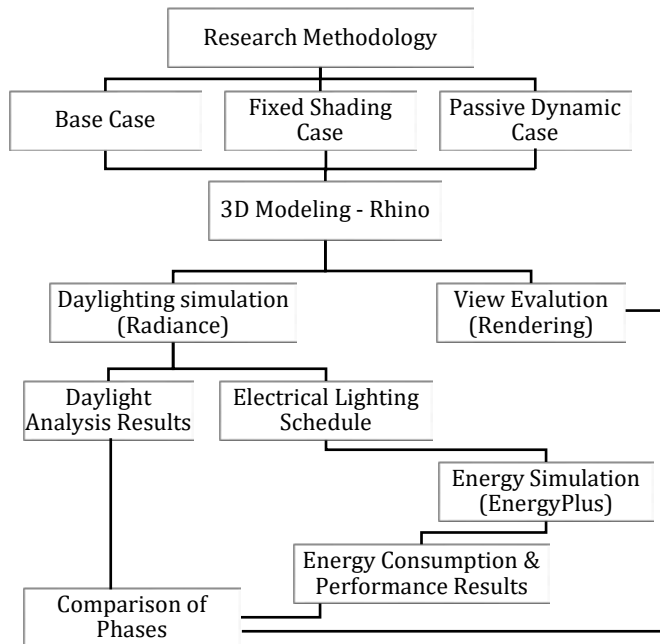 Research Methodology
Base Case
Fixed Shading
Case
Passive Dynamic
Case
3D Modeling - Rhino
Daylighting simulation
(Radiance)
View Evalution
(Rendering)
Daylight
Analysis Results
Electrical Lighting
Schedule
Energy Simulation
(EnergyPlus)
Energy Consumption &
Performance Results
Comparison of
Phases